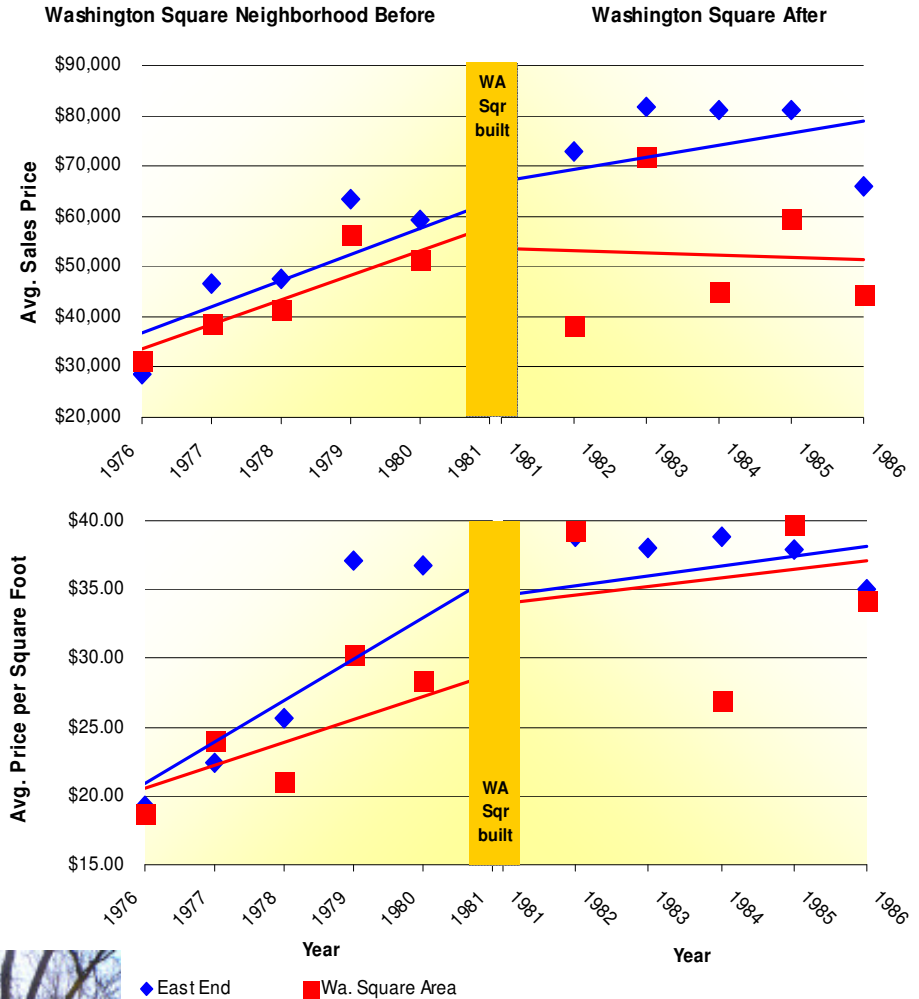 Washington Square Neighborhood Before
Washington Square After
Avg. Sales Price
$90,000
$80,000
$70,000
$60,000
$50,000
$40,000
$30,000
$20,000
WA
Sqr
built
1976
1977
1978
1979
1980
1981
1981
1982
1983
1984
1985
1986
Avg. Price per Square Foot
$40.00
$35.00
$30.00
$25.00
$20.00
$15.00
WA
Sqr
built
1976
1977
1978
1979
1980
1981
1981
1982
1983
1984
1985
1986
Year
Year
East End
Wa. Square Area